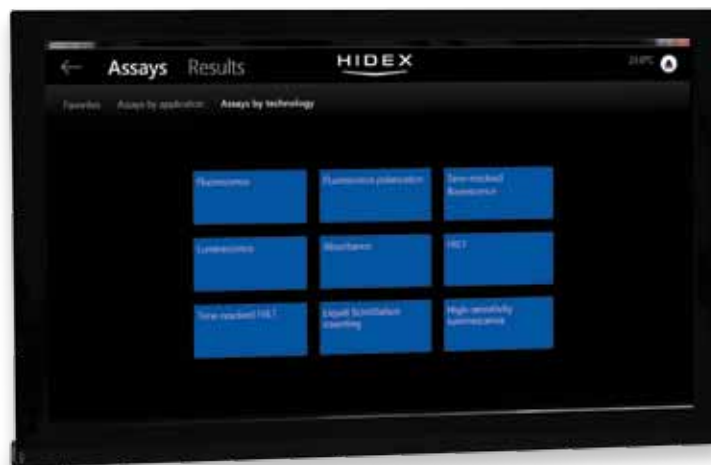 Assays Results
HIDEX
Favorites Assays by application Assays by technology
Fluorescence
Fluorescence polarization
Time-resolved
fluorescence
Luminescence
Absorbance
FRET
Time-resolved FRET
Liquid Scintillation
counting
High-sensitivity
luminescence